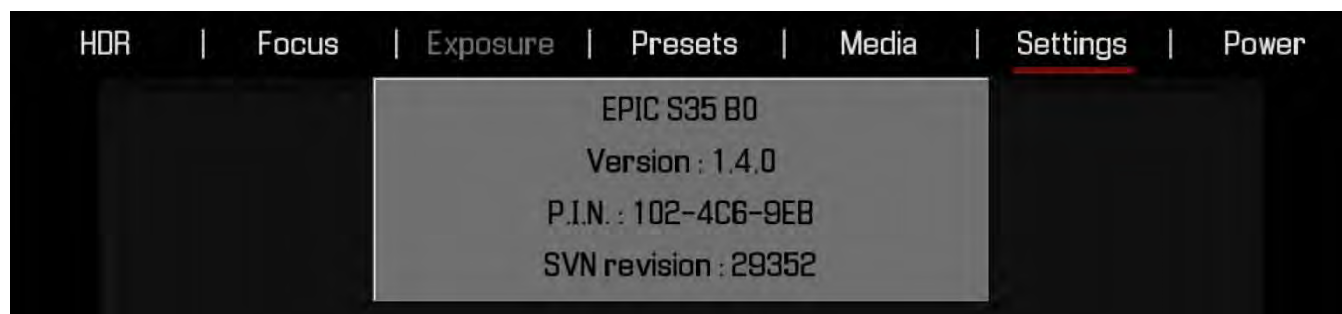 HDR | Focus | Exposure | Presets | Media | Settings | Power
EPIC S35 B0
Version : 1.4.0
P.I.N. : 102-4C6-9EB
SVN revision : 29352